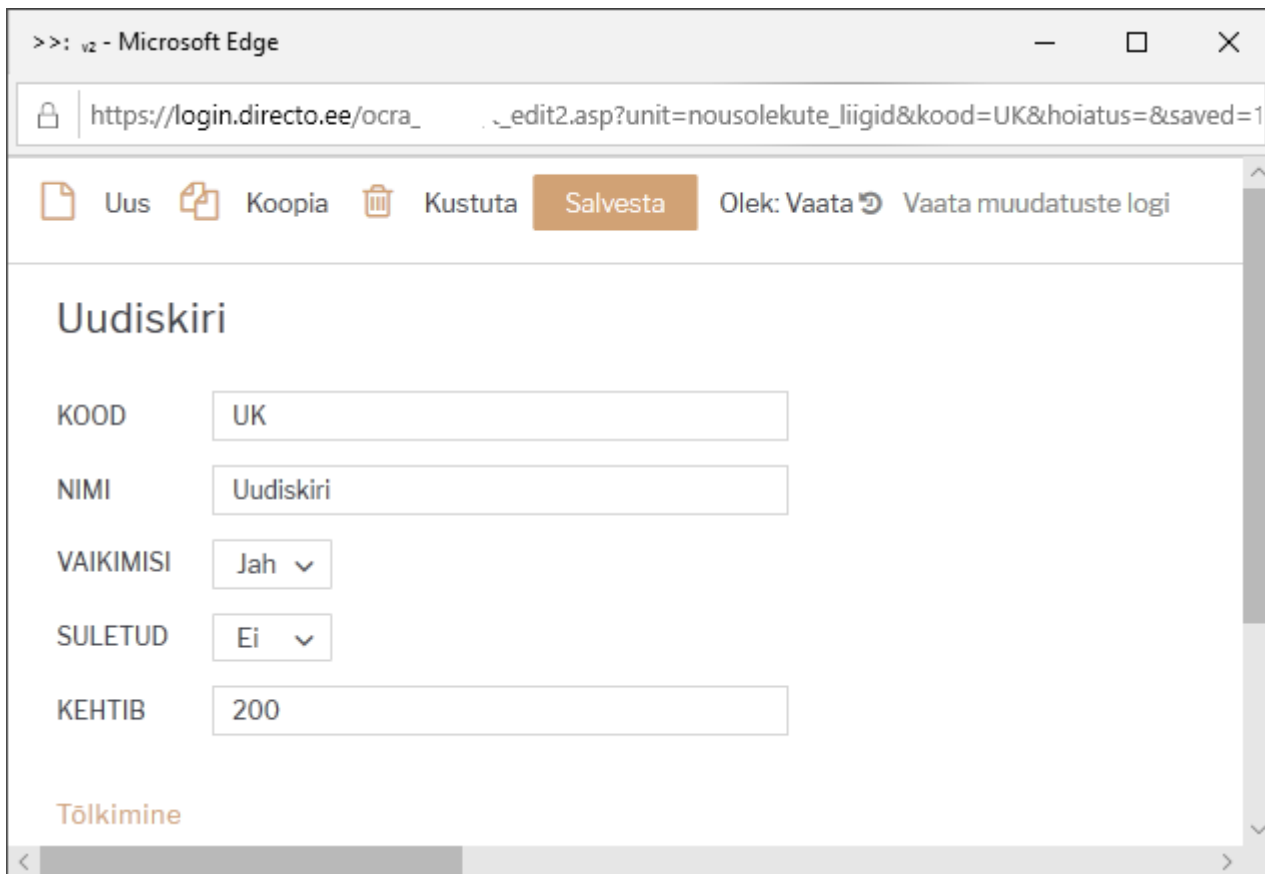 >>: v2 - Microsoft Edge
https://login.directo.ee/ocra_ _edit2.asp?unit=nousolekute_liigid&kood=UK&hoiatus=&saved=1
Uus Koopia Kustuta Salvesta Olek: Vaata Vaata muudatuste logi
Uudiskiri
KOOD UK
NIMI Uudiskiri
VAIKIMISI Jah
SULETUD Ei
KEHTIB 200
Tõlkimine